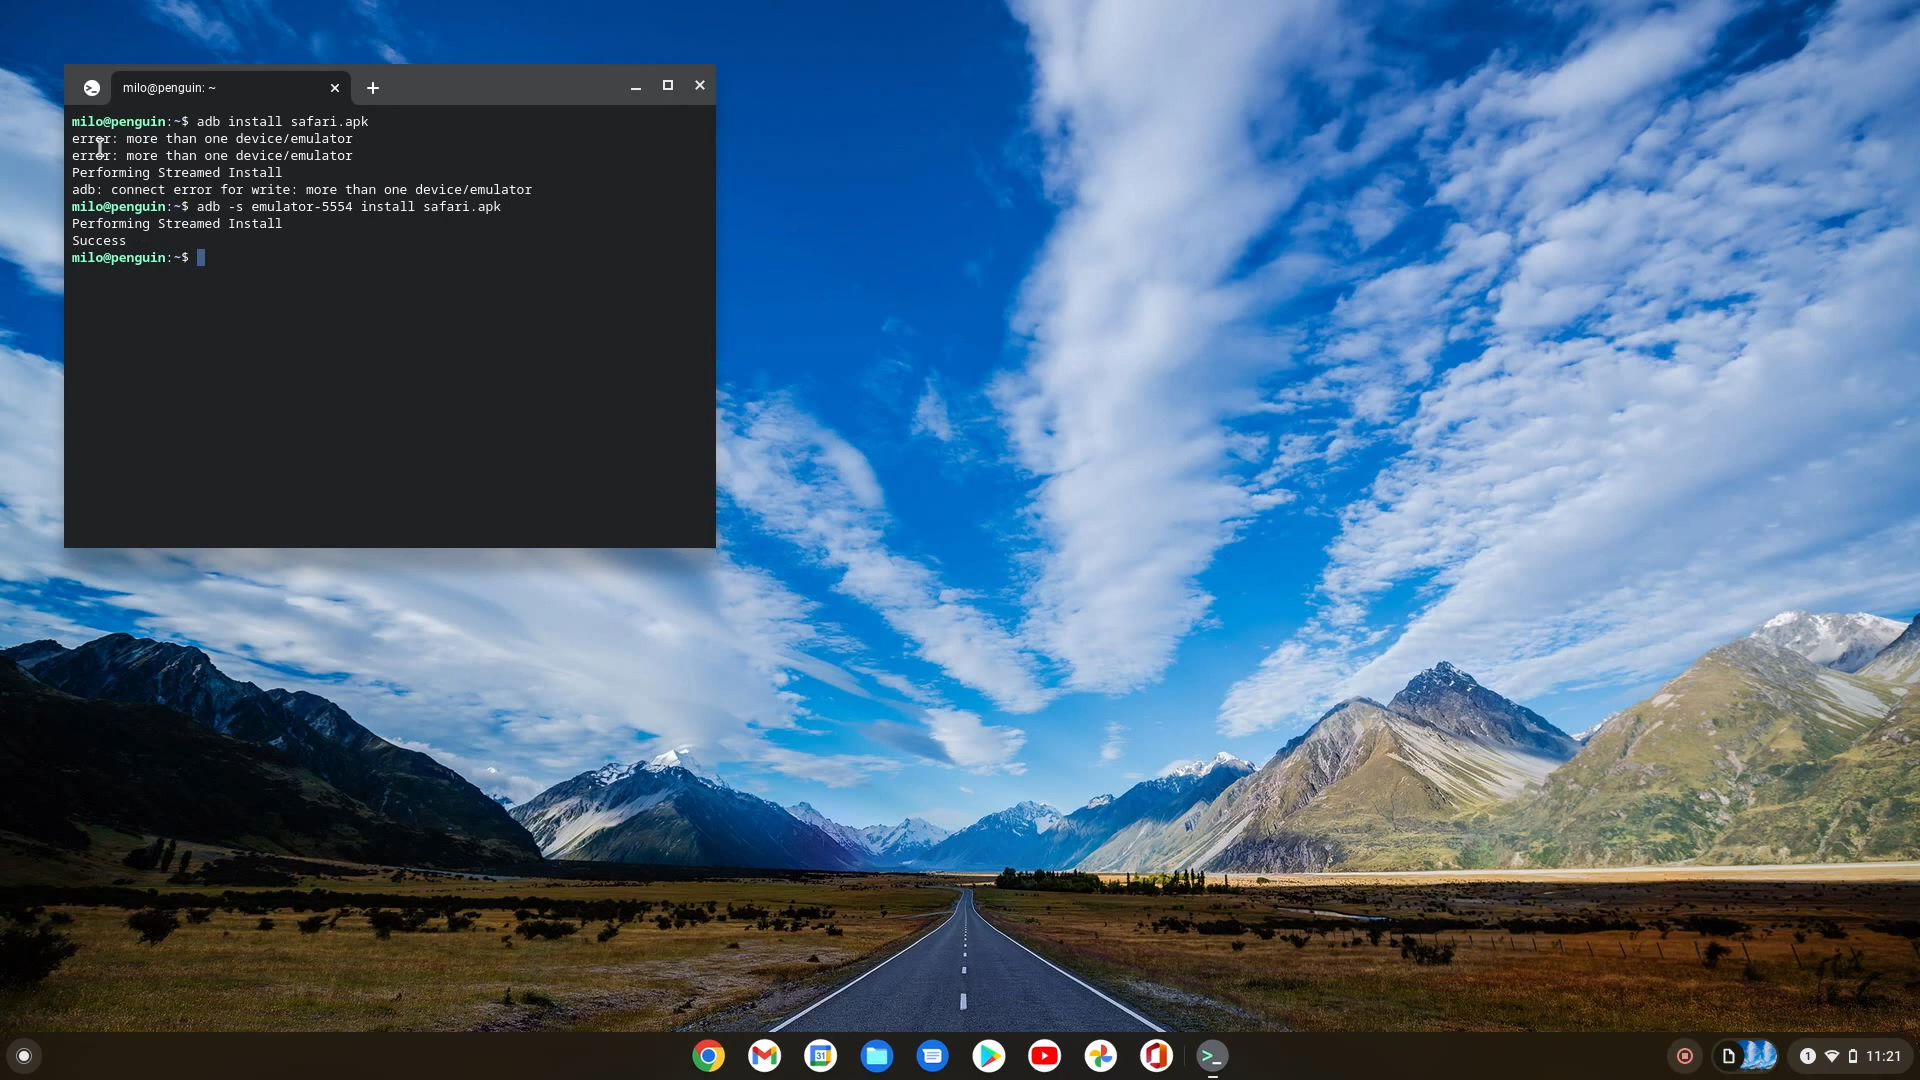 milo@penguin: ~
milo@penguin:~$ adb install safari.apk
error: more than one device/emulator
error: more than one device/emulator
Performing Streamed Install
adb: connect error for write: more than one device/emulator
milo@penguin:~$ adb -s emulator-5554 install safari.apk
Performing Streamed Install
Success
milo@penguin:~$
31
1 11:21